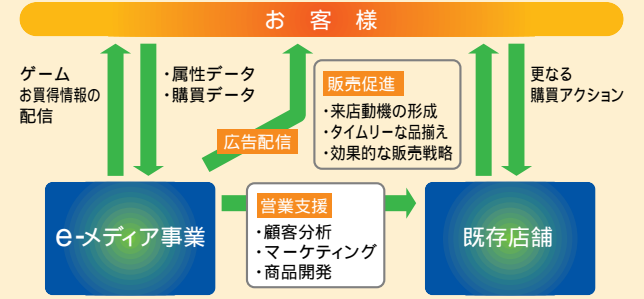 お客様
ゲーム
お買得情報の
配信
・属性データ
・購買データ
広告配信
販売促進
・来店動機の形成
・タイムリーな品揃え
・効果的な販売戦略
更なる
購買アクション
e-メディア事業
営業支援
・顧客分析
・マーケティング
・商品開発
既存店舗